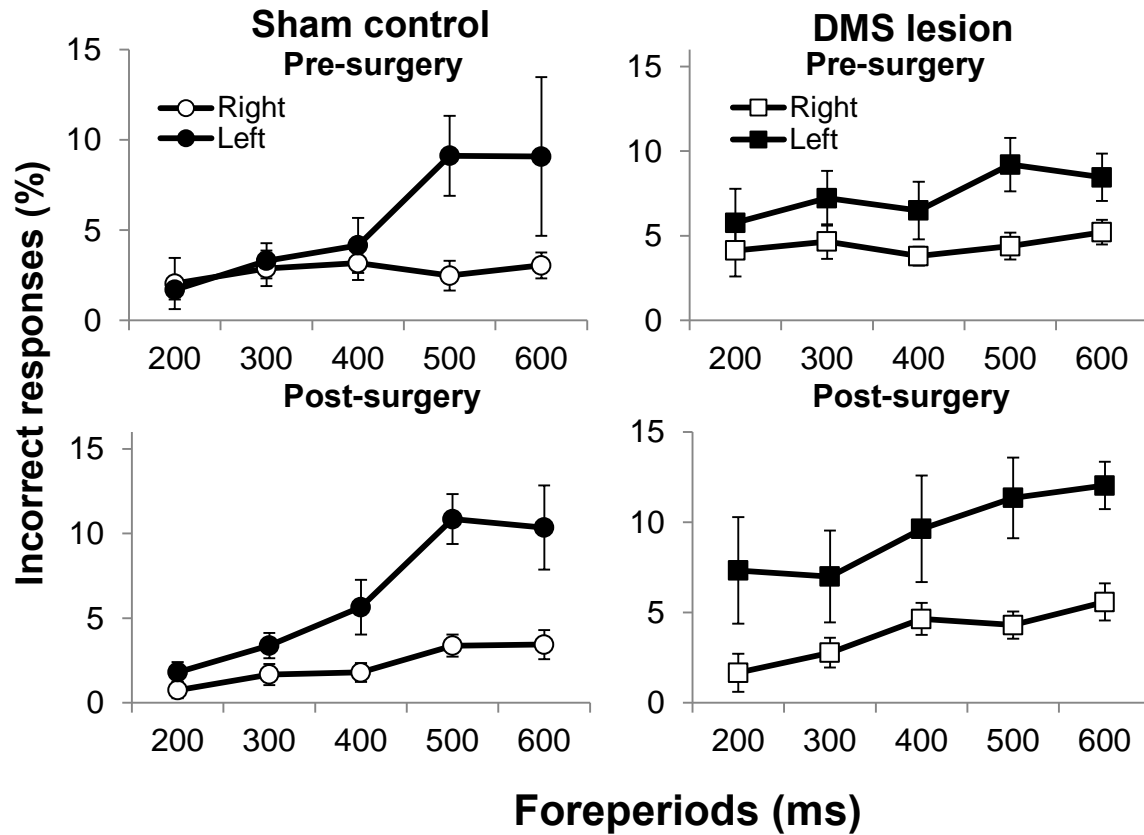 Sham control
DMS lesion
Pre-surgery
Pre-surgery
15
10
5
0
Right
Left
200 300 400 500 600
15
10
5
0
Right
Left
200 300 400 500 600
Post-surgery
Post-surgery
15
10
5
0
200 300 400 500 600
15
10
5
0
200 300 400 500 600
Incorrect responses (%)
Foreperiods (ms)